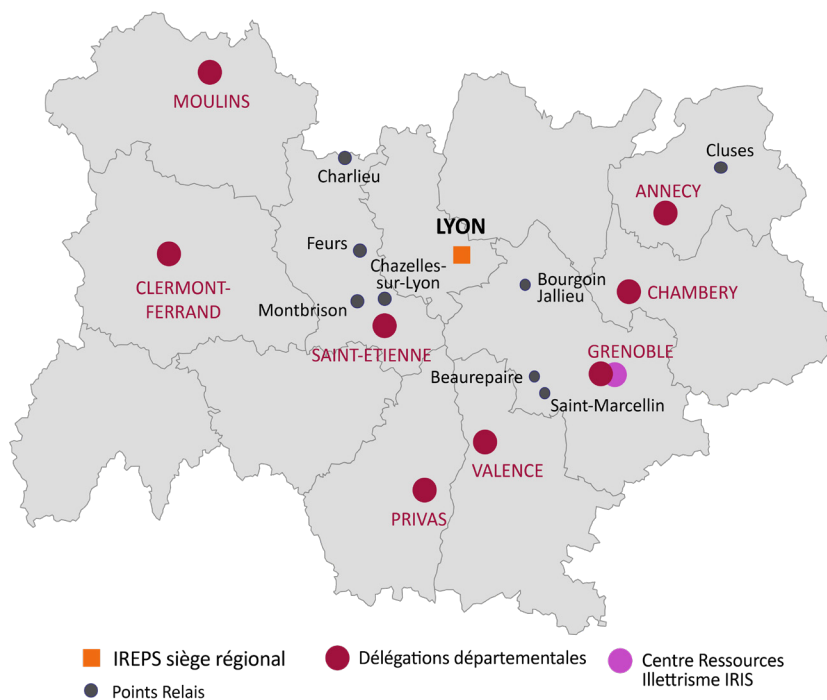 MOULINS
Charlieu
Cluses
ANNECY
LYON
Feurs
Chazelles-
sur-Lyon
CLERMONT-
FERRAND
Montbrison
Bourgoin
Jallieu
CHAMBERY
SAINT-ETIENNE
GRENOBLE
Beaurepaire
Saint-Marcellin
VALENCE
PRIVAS
IREPS siège régional
Délégations départementales
Centre Ressources
Illettrisme IRIS
Points Relais